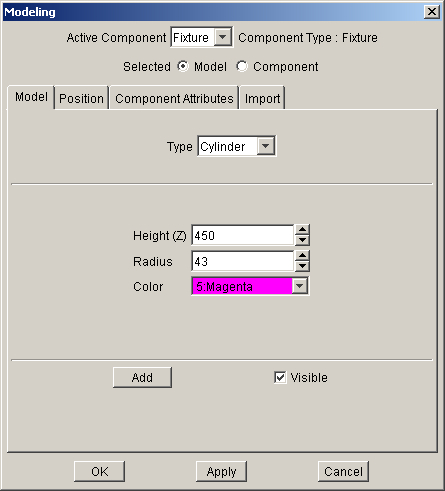 Modeling
Active Component Fixture Component Type : Fixture
Selected Model Component
Model Position Component Attributes Import
Type Cylinder
Height (Z) 450
Radius 43
Color 5:Magenta
Add Visible
OK Apply Cancel